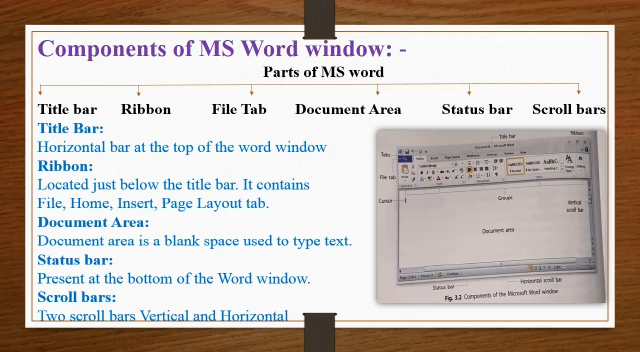 Components of MS Word window: -
Parts of MS word
Title bar Ribbon File Tab Document Area Status bar Scroll bars
Title Bar:
Horizontal bar at the top of the word window
Ribbon:
Located just below the title bar. It contains
File, Home, Insert, Page Layout tab.
Document Area:
Document area is a blank space used to type text.
Status bar:
Present at the bottom of the Word window.
Scroll bars:
Two scroll bars Vertical and Horizontal
Title bar Ribbon
Tabs
File tab
Cursor
Groups
Vertical
scroll bar
Document area
Status bar Horizontal scroll bar
Fig. 3.2 Components of the Microsoft Word window